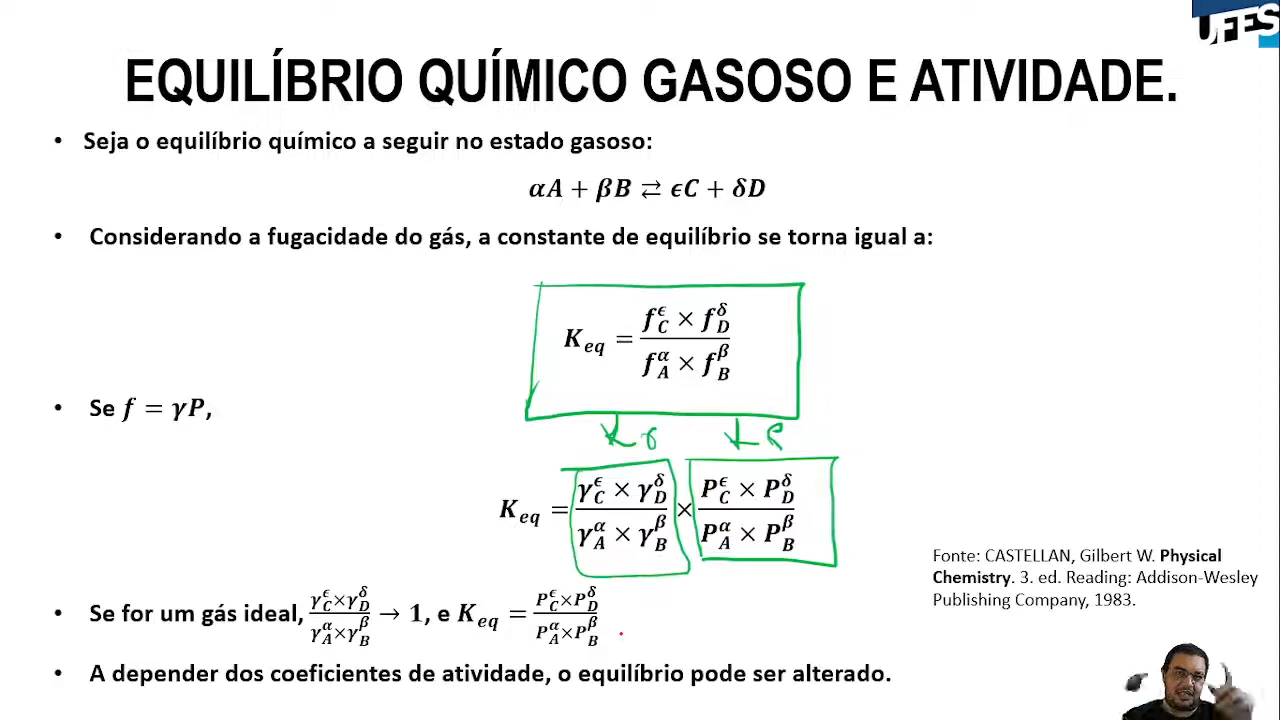 UFES
EQUILÍBRIO QUÍMICO GASOSO E ATIVIDADE.
• Seja o equilíbrio químico a seguir no estado gasoso:
αA + βB ⇄ ϵC + δD
• Considerando a fugacidade do gás, a constante de equilíbrio se torna igual a:
K_eq = (f_C^ϵ × f_D^δ) / (f_A^α × f_B^β)
• Se f = γP,
Kγ KP
K_eq = (γ_C^ϵ × γ_D^δ) / (γ_A^α × γ_B^β) × (P_C^ϵ × P_D^δ) / (P_A^α × P_B^β)
Fonte: CASTELLAN, Gilbert W. Physical
Chemistry. 3. ed. Reading: Addison-Wesley
Publishing Company, 1983.
• Se for um gás ideal, (γ_C^ϵ×γ_D^δ) / (γ_A^α×γ_B^β) → 1, e K_eq = (P_C^ϵ×P_D^δ) / (P_A^α×P_B^β)
• A depender dos coeficientes de atividade, o equilíbrio pode ser alterado.